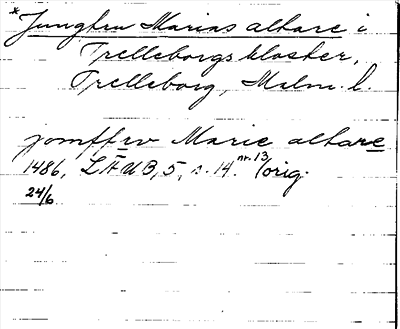 *Jungfru Marias altare i
Trelleborgs kloster,
Trelleborg, Malm. l.
jomffrv Marie altare
1486, LÄUB, 5, s. 14. nr. 13 / orig.
24/6